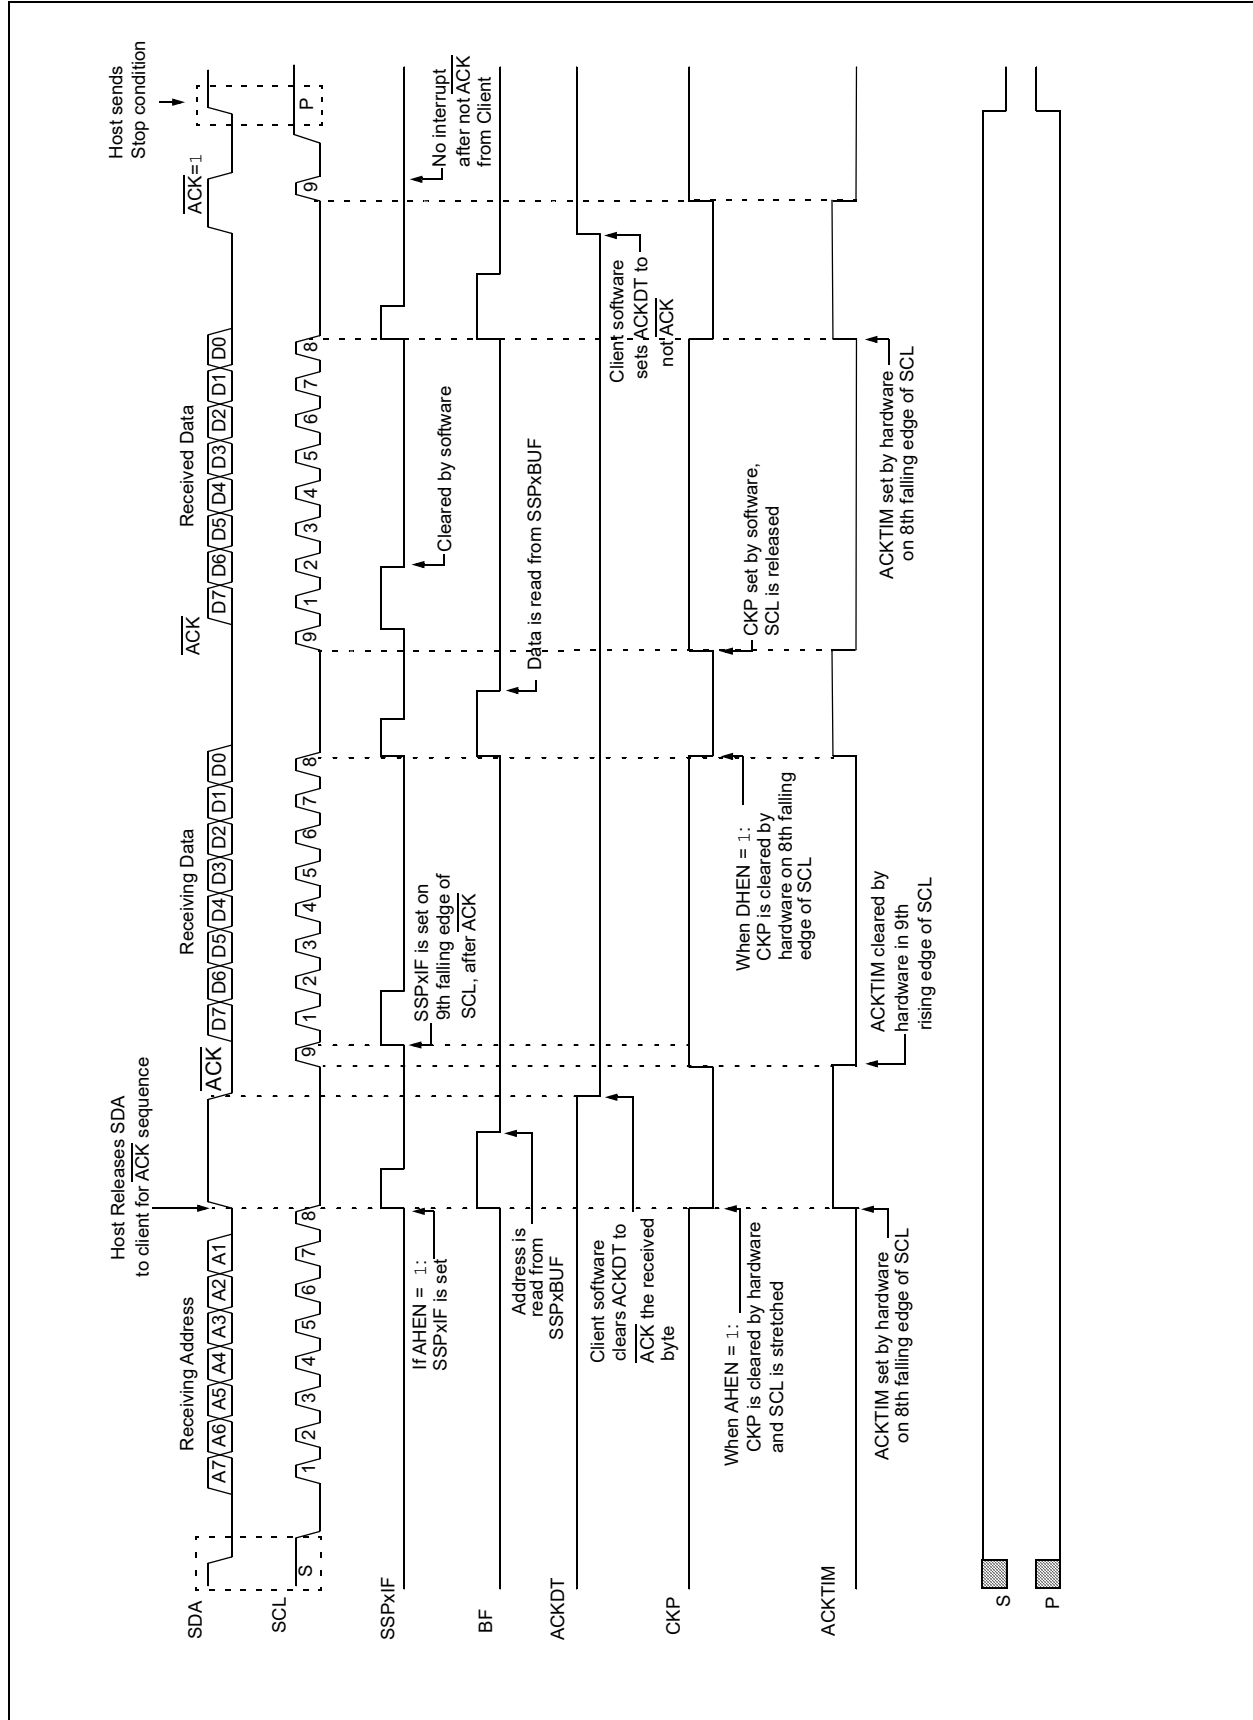 Host Releases SDA
to client for ACK sequence
Host sends
Stop condition
Receiving Address
Receiving Data
Received Data
ACK
ACK
ACK=1
SDA
A7 A6 A5 A4 A3 A2 A1
D7 D6 D5 D4 D3 D2 D1 D0
D7 D6 D5 D4 D3 D2 D1 D0
SCL
S
1 2 3 4 5 6 7 8
9
1 2 3 4 5 6 7 8
9
1 2 3 4 5 6 7 8
9
P
SSPxIF
If AHEN = 1:
SSPxIF is set
SSPxIF is set on
9th falling edge of
SCL, after ACK
Cleared by software
No interrupt
after not ACK
from Client
BF
Address is
read from
SSPxBUF
Data is read from SSPxBUF
ACKDT
Client software
clears ACKDT to
ACK the received
byte
Client software
sets ACKDT to
not ACK
CKP
When AHEN = 1:
CKP is cleared by hardware
and SCL is stretched
When DHEN = 1:
CKP is cleared by
hardware on 8th falling
edge of SCL
CKP set by software,
SCL is released
ACKTIM
ACKTIM set by hardware
on 8th falling edge of SCL
ACKTIM cleared by
hardware in 9th
rising edge of SCL
ACKTIM set by hardware
on 8th falling edge of SCL
S
P